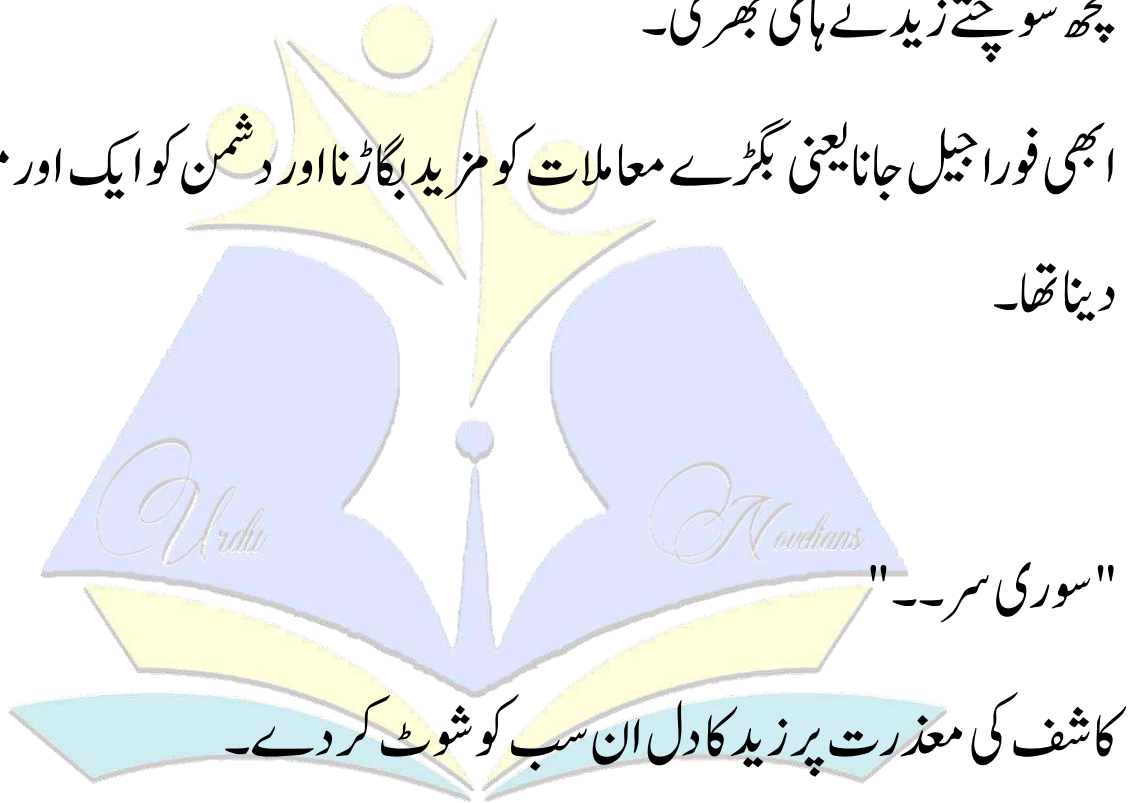 کچھ سوچتے زید نے ہامی بھری۔
ابھی فورا جیل جانا یعنی بگڑے معاملات کو مزید بگاڑنا اور دشمن کو ایک اور
دینا تھا۔
Urdu Novelians
"سوری سر۔۔"
کاشف کی معذرت پر زید کا دل ان سب کو شوٹ کر دے۔